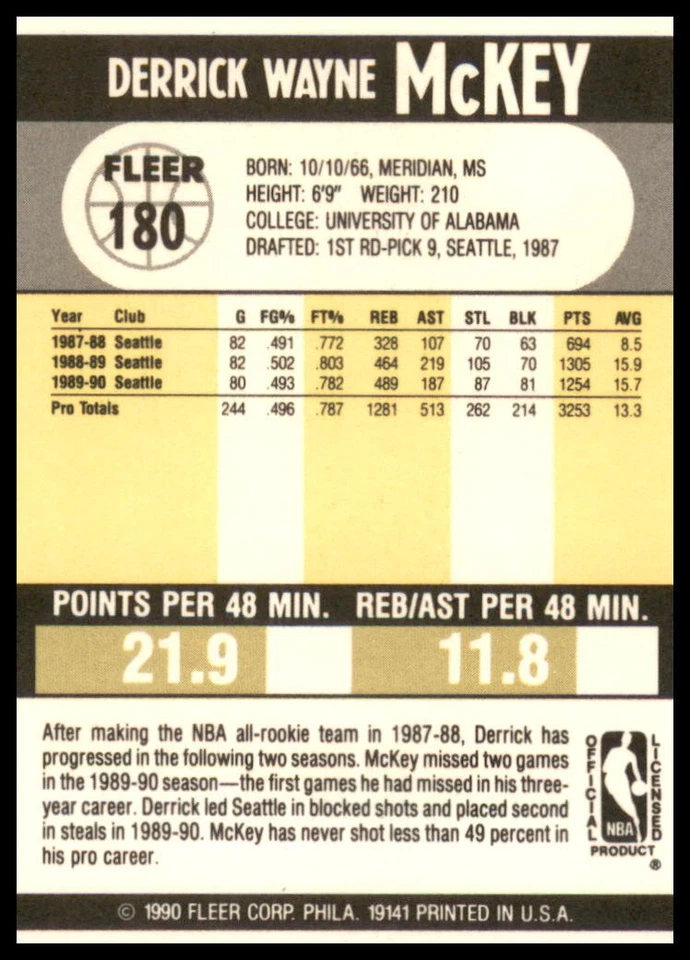 DERRICK WAYNE McKEY
FLEER
180
BORN: 10/10/66, MERIDIAN, MS
HEIGHT: 6'9" WEIGHT: 210
COLLEGE: UNIVERSITY OF ALABAMA
DRAFTED: 1ST RD-PICK 9, SEATTLE, 1987
Year Club G FG% FT% REB AST STL BLK PTS AVG
1987-88 Seattle 82 .491 .772 328 107 70 63 694 8.5
1988-89 Seattle 82 .502 .803 464 219 105 70 1305 15.9
1989-90 Seattle 80 .493 .782 489 187 87 81 1254 15.7
Pro Totals 244 .496 .787 1281 513 262 214 3253 13.3
POINTS PER 48 MIN. REB/AST PER 48 MIN.
21.9 11.8
After making the NBA all-rookie team in 1987-88, Derrick has
progressed in the following two seasons. McKey missed two games
in the 1989-90 season—the first games he had missed in his three-
year career. Derrick led Seattle in blocked shots and placed second
in steals in 1989-90. McKey has never shot less than 49 percent in
his pro career.
OFFICIAL
LICENSED
NBA
PRODUCT
®
© 1990 FLEER CORP. PHILA. 19141 PRINTED IN U.S.A.